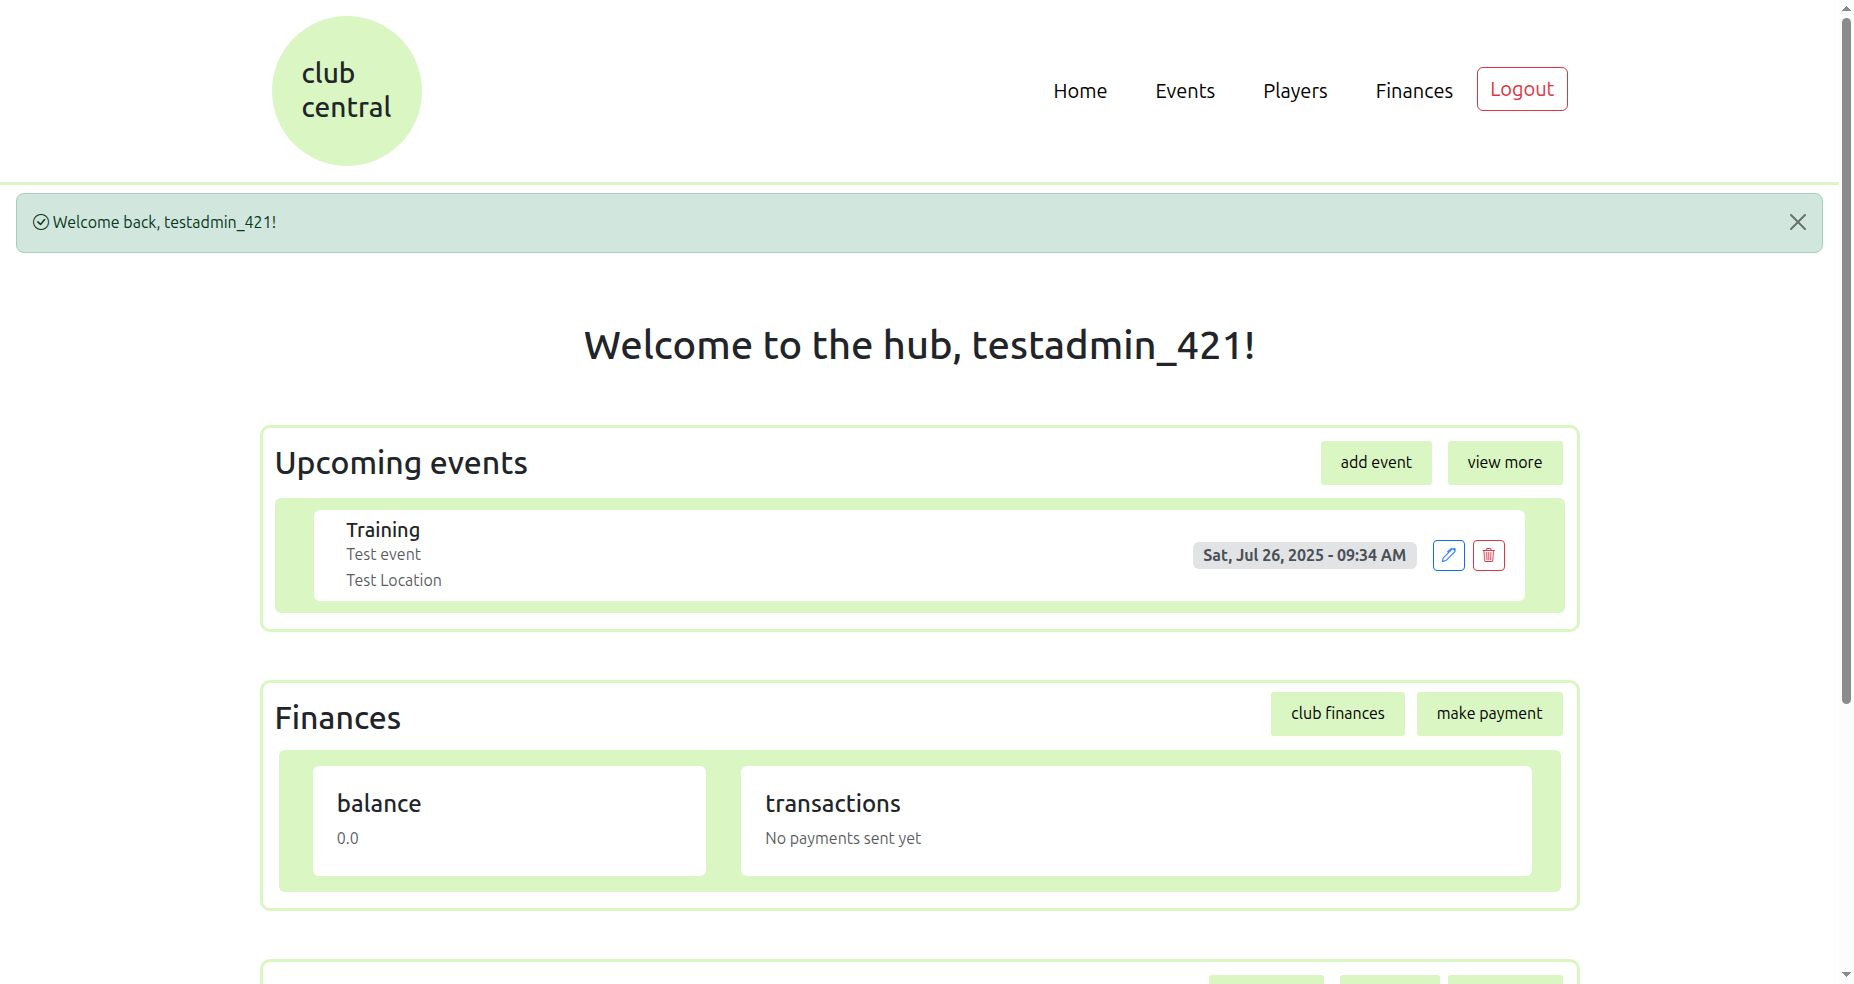 club
central
Home Events Players Finances Logout
Welcome back, testadmin_421!
Welcome to the hub, testadmin_421!
Upcoming events
add event view more
Training
Test event
Test Location
Sat, Jul 26, 2025 - 09:34 AM
Finances
club finances make payment
balance
0.0
transactions
No payments sent yet